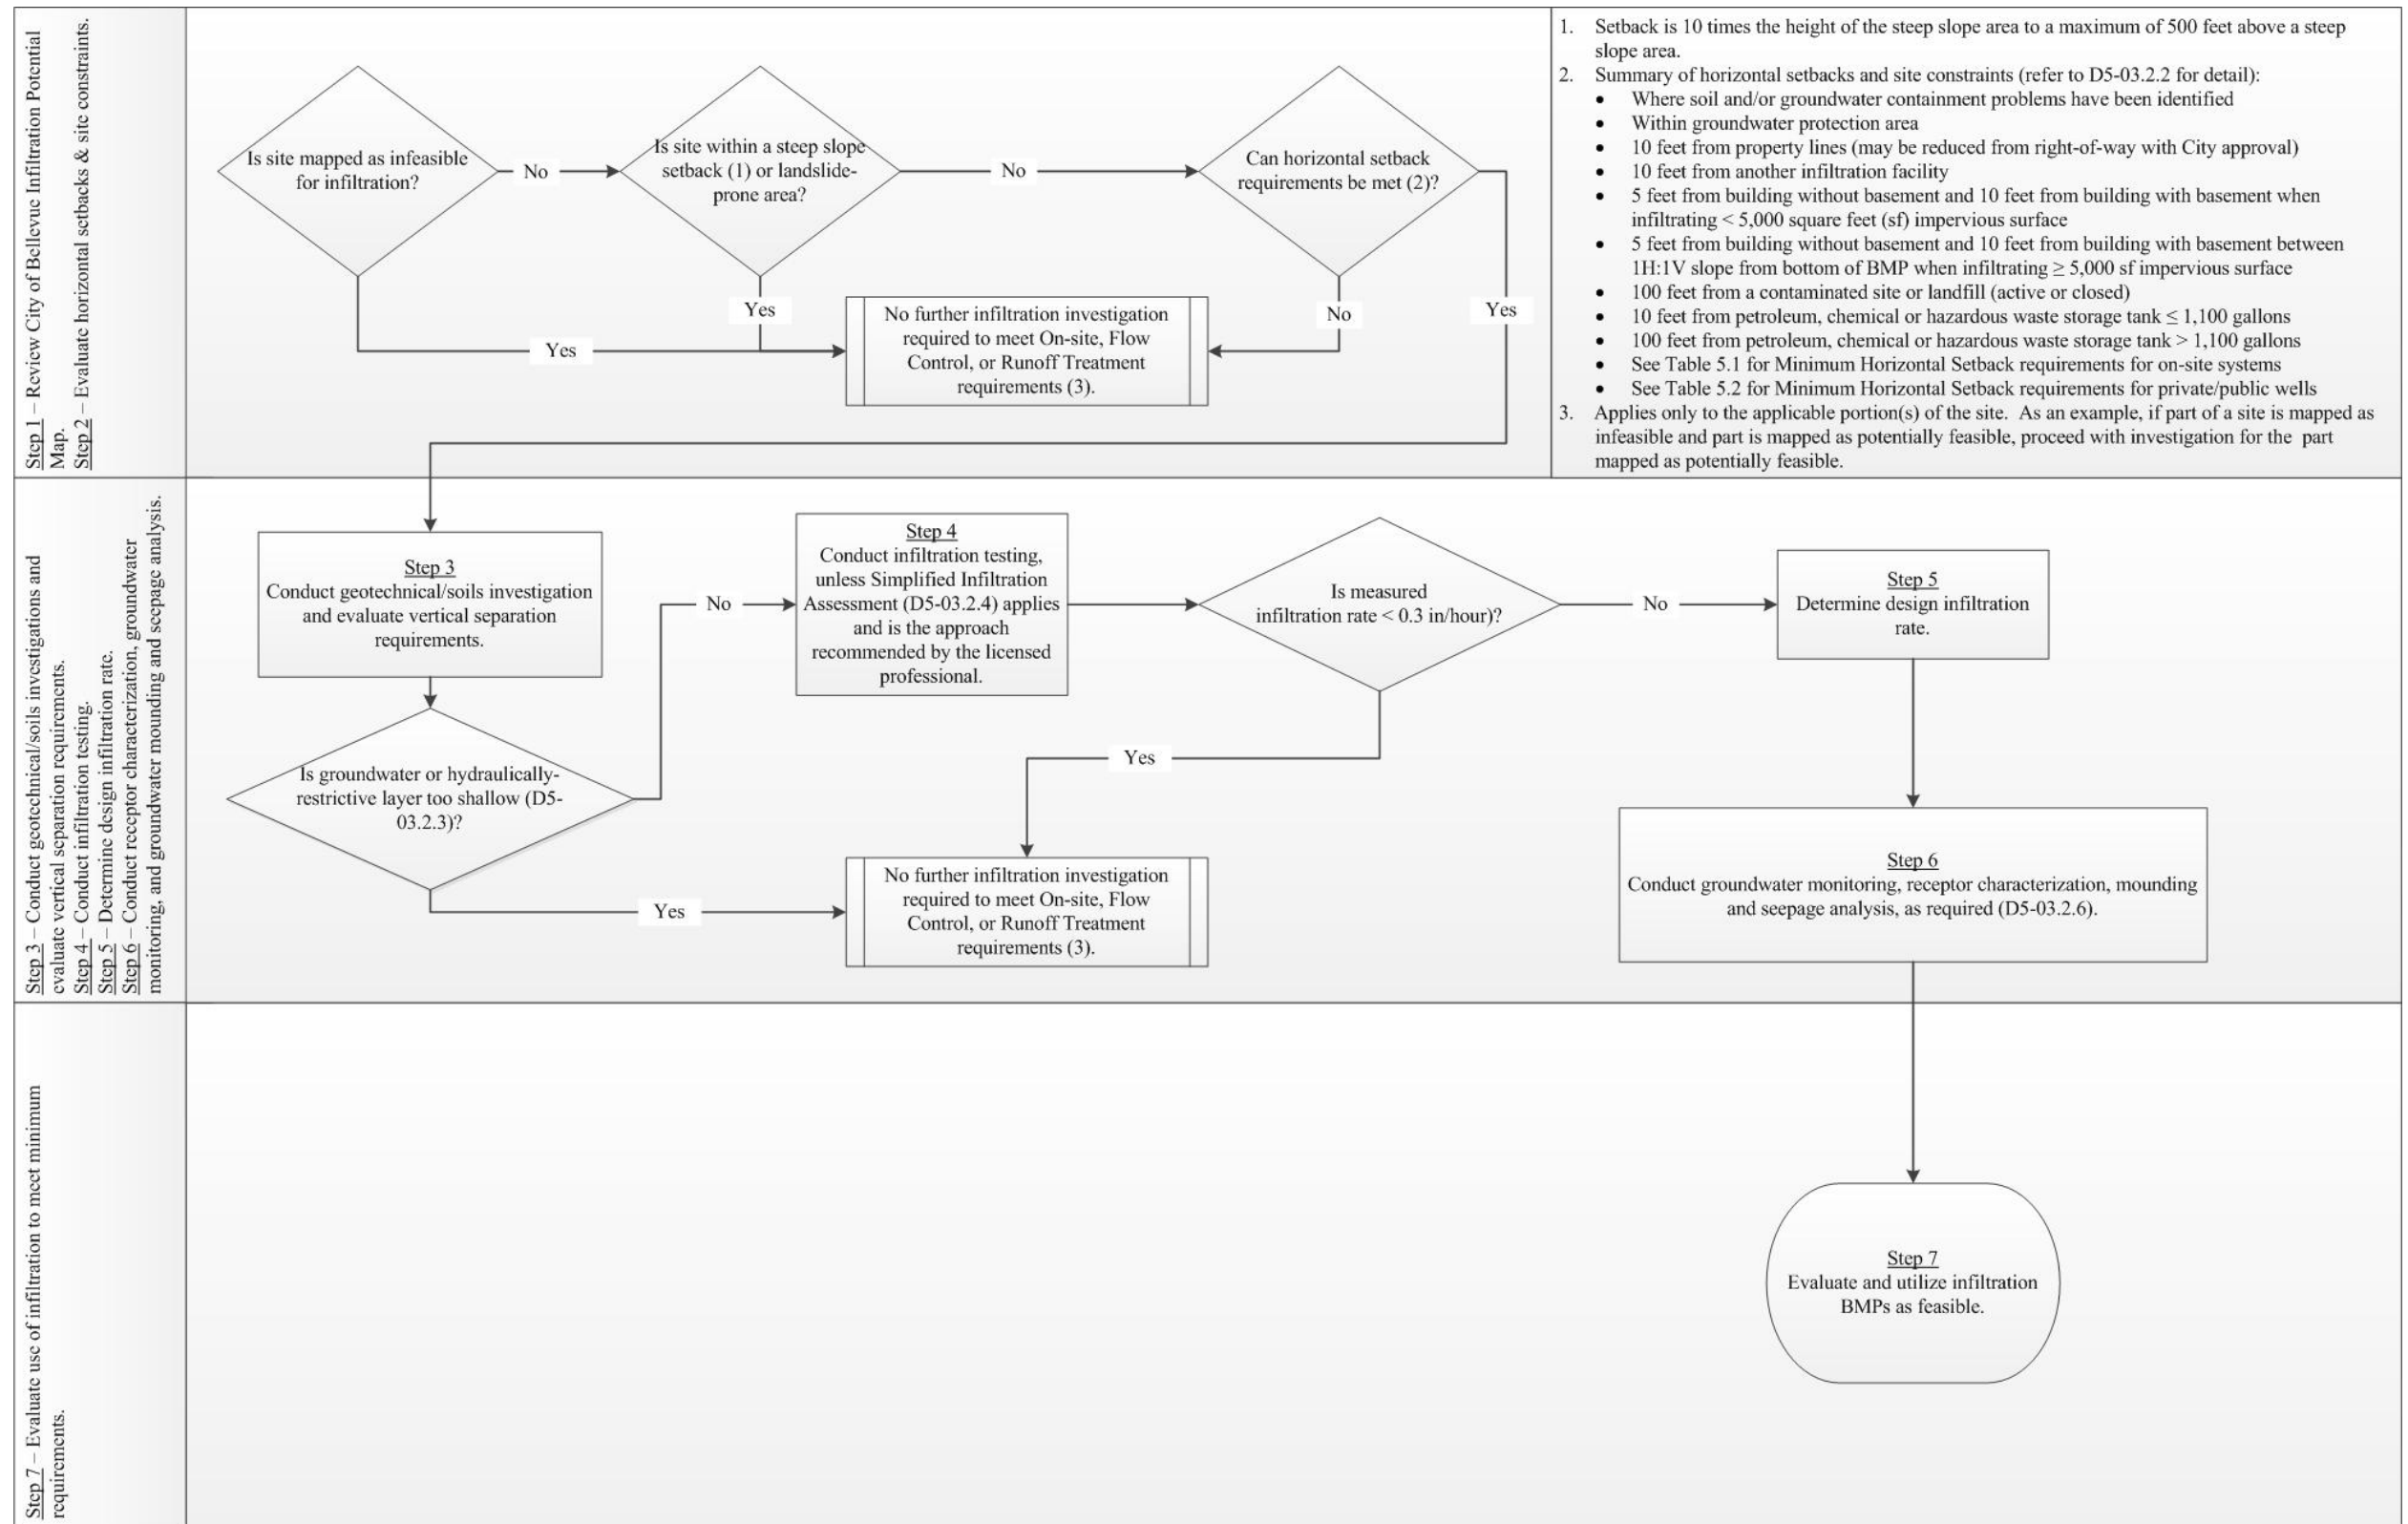 Step 1 – Review City of Bellevue Infiltration Potential
Map.
Step 2 – Evaluate horizontal setbacks & site constraints.
Is site mapped as infeasible
for infiltration?
No
Is site within a steep slope
setback (1) or landslide-
prone area?
No
Can horizontal setback
requirements be met (2)?
Yes
Yes
No
Yes
No further infiltration investigation
required to meet On-site, Flow
Control, or Runoff Treatment
requirements (3).
1. Setback is 10 times the height of the steep slope area to a maximum of 500 feet above a steep
slope area.
2. Summary of horizontal setbacks and site constraints (refer to D5-03.2.2 for detail):
• Where soil and/or groundwater containment problems have been identified
• Within groundwater protection area
• 10 feet from property lines (may be reduced from right-of-way with City approval)
• 10 feet from another infiltration facility
• 5 feet from building without basement and 10 feet from building with basement when
infiltrating < 5,000 square feet (sf) impervious surface
• 5 feet from building without basement and 10 feet from building with basement between
1H:1V slope from bottom of BMP when infiltrating ≥ 5,000 sf impervious surface
• 100 feet from a contaminated site or landfill (active or closed)
• 10 feet from petroleum, chemical or hazardous waste storage tank ≤ 1,100 gallons
• 100 feet from petroleum, chemical or hazardous waste storage tank > 1,100 gallons
• See Table 5.1 for Minimum Horizontal Setback requirements for on-site systems
• See Table 5.2 for Minimum Horizontal Setback requirements for private/public wells
3. Applies only to the applicable portion(s) of the site. As an example, if part of a site is mapped as
infeasible and part is mapped as potentially feasible, proceed with investigation for the part
mapped as potentially feasible.
Step 3 – Conduct geotechnical/soils investigations and
evaluate vertical separation requirements.
Step 4 – Conduct infiltration testing.
Step 5 – Determine design infiltration rate.
Step 6 – Conduct receptor characterization, groundwater
monitoring, and groundwater mounding and seepage analysis.
Step 3
Conduct geotechnical/soils investigation
and evaluate vertical separation
requirements.
Is groundwater or hydraulically-
restrictive layer too shallow (D5-
03.2.3)?
No
Yes
Step 4
Conduct infiltration testing,
unless Simplified Infiltration
Assessment (D5-03.2.4) applies
and is the approach
recommended by the licensed
professional.
Is measured
infiltration rate < 0.3 in/hour)?
Yes
No
No further infiltration investigation
required to meet On-site, Flow
Control, or Runoff Treatment
requirements (3).
Step 5
Determine design infiltration
rate.
Step 6
Conduct groundwater monitoring, receptor characterization, mounding
and seepage analysis, as required (D5-03.2.6).
Step 7 – Evaluate use of infiltration to meet minimum
requirements.
Step 7
Evaluate and utilize infiltration
BMPs as feasible.